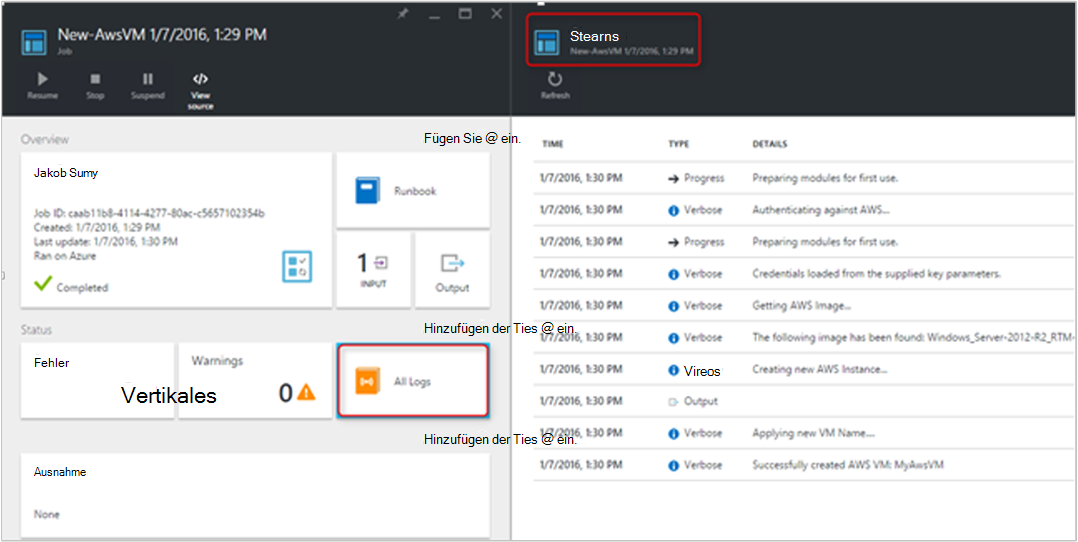 New-AwsVM 1/7/2016, 1:29 PM
Job
Resume
Stop
Suspend
View source
Overview
Fügen Sie @ ein.
Jakob Sumy
Job ID: caab11b8-4114-4277-80ac-c5657102354b
Created: 1/7/2016, 1:29 PM
Last update: 1/7/2016, 1:30 PM
Ran on Azure
Completed
Runbook
1
INPUT
Output
Status
Hinzufügen der Ties @ ein.
Fehler
Vertikales
Warnings
0
All Logs
Hinzufügen der Ties @ ein.
Ausnahme
None
Stearns
New-AwsVM 1/7/2016, 1:29 PM
Refresh
TIME TYPE DETAILS
1/7/2016, 1:30 PM Progress Preparing modules for first use.
1/7/2016, 1:30 PM Verbose Authenticating against AWS...
1/7/2016, 1:30 PM Progress Preparing modules for first use.
1/7/2016, 1:30 PM Verbose Credentials loaded from the supplied key parameters.
1/7/2016, 1:30 PM Verbose Getting AWS Image...
1/7/2016, 1:30 PM Verbose The following image has been found: Windows_Server-2012-R2_RTM-
1/7/2016, 1:30 PM Vireos Creating new AWS Instance...
1/7/2016, 1:30 PM Output
1/7/2016, 1:30 PM Verbose Applying new VM Name....
1/7/2016, 1:30 PM Verbose Successfully created AWS VM: MyAwsVM